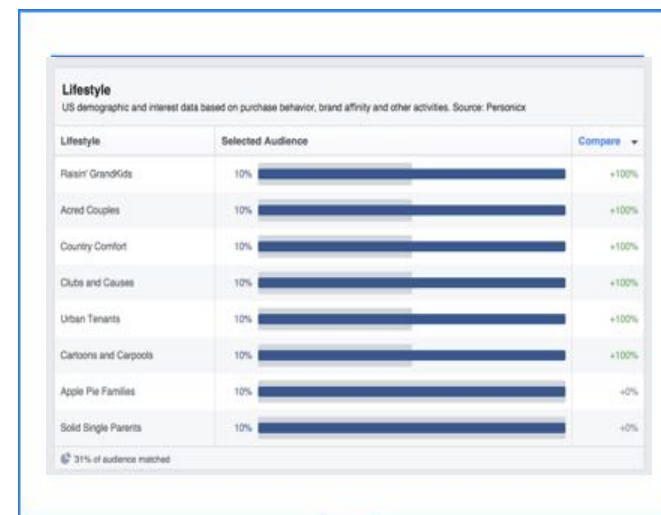 Lifestyle
US demographic and interest data based on purchase behavior, brand affinity and other activities. Source: Personicx
Lifestyle Selected Audience Compare
Raisin' GrandKids 10% +100%
Acred Couples 10% +100%
Country Comfort 10% +100%
Clubs and Causes 10% +100%
Urban Tenants 10% +100%
Cartoons and Carpools 10% +100%
Apple Pie Families 10% +0%
Solid Single Parents 10% +0%
31% of audience matched